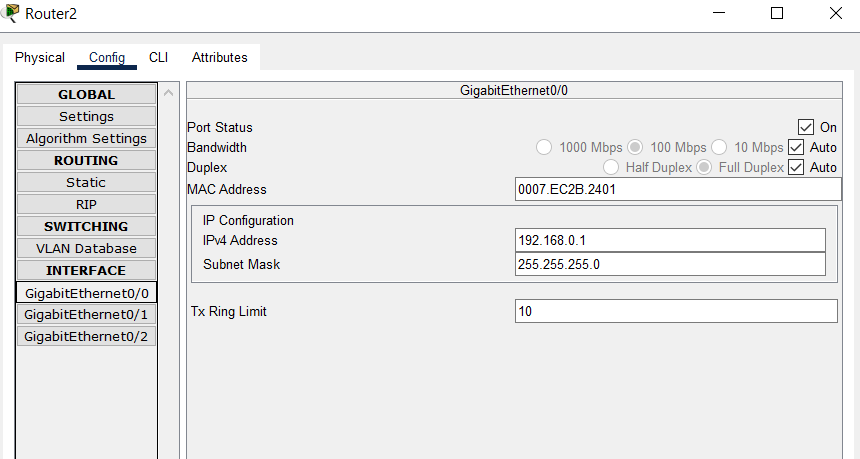 Router2
Physical Config CLI Attributes
GLOBAL
Settings
Algorithm Settings
ROUTING
Static
RIP
SWITCHING
VLAN Database
INTERFACE
GigabitEthernet0/0
GigabitEthernet0/1
GigabitEthernet0/2
GigabitEthernet0/0
Port Status On
Bandwidth 1000 Mbps 100 Mbps 10 Mbps Auto
Duplex Half Duplex Full Duplex Auto
MAC Address 0007.EC2B.2401
IP Configuration
IPv4 Address 192.168.0.1
Subnet Mask 255.255.255.0
Tx Ring Limit 10